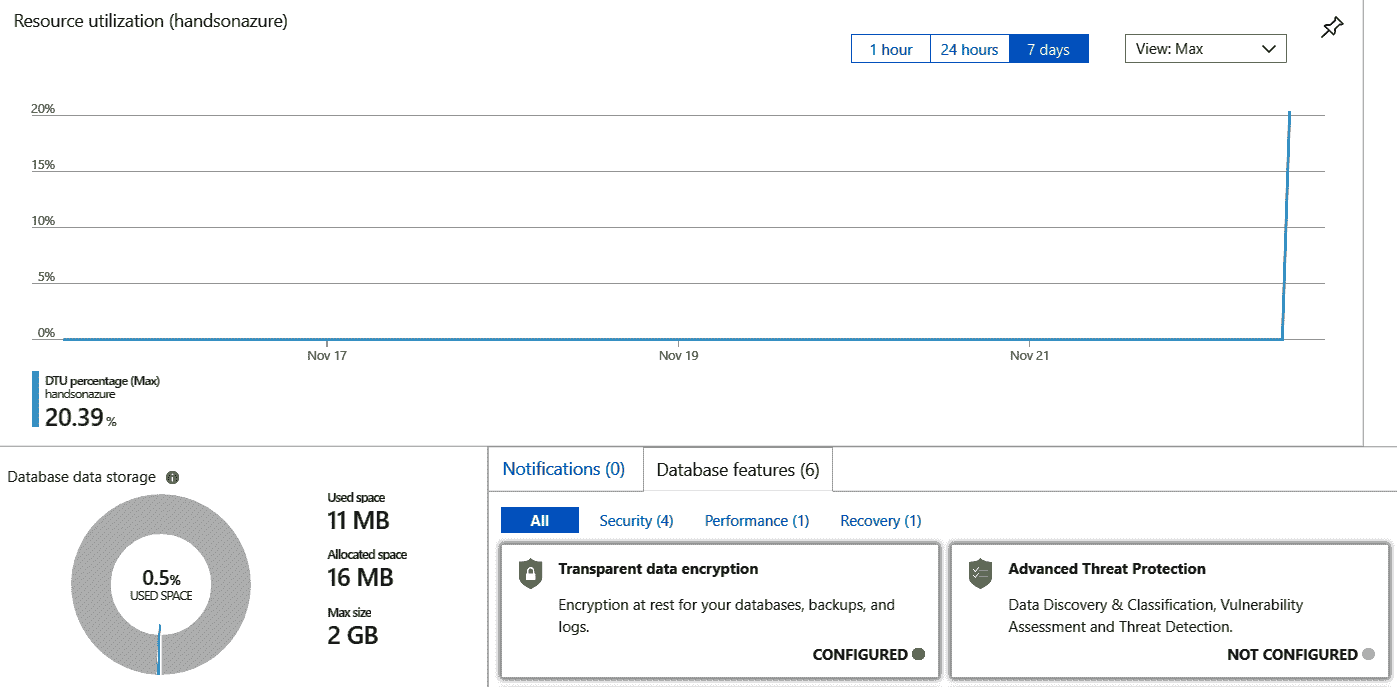 Resource utilization (handsonazure)
1 hour
24 hours
7 days
View: Max
20%
15%
10%
5%
0%
Nov 17
Nov 19
Nov 21
DTU percentage (Max)
handsonazure
20.39 %
Database data storage
0.5%
USED SPACE
Used space
11 MB
Allocated space
16 MB
Max size
2 GB
Notifications (0)
Database features (6)
All
Security (4)
Performance (1)
Recovery (1)
Transparent data encryption
Encryption at rest for your databases, backups, and
logs.
CONFIGURED
Advanced Threat Protection
Data Discovery & Classification, Vulnerability
Assessment and Threat Detection.
NOT CONFIGURED